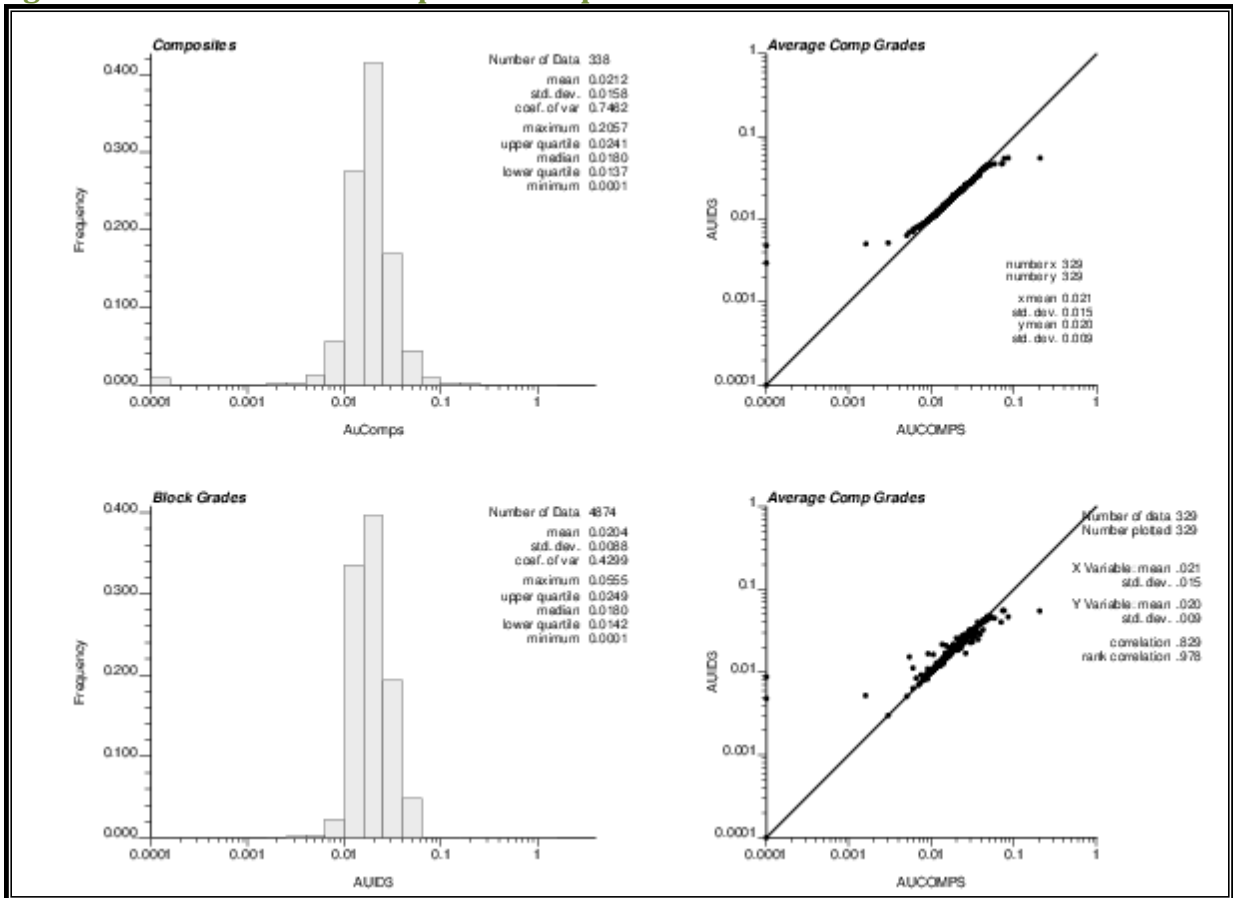 Composites
Number of Data 338
mean 0.0212
std. dev. 0.0158
coef. of var 0.7462
maximum 0.2057
upper quartile 0.0241
median 0.0180
lower quartile 0.0137
minimum 0.0001
Frequency
0.400
0.300
0.200
0.100
0.000
0.0001
0.001
0.01
0.1
1
AuComps
Average Comp Grades
AUID3
1
0.1
0.01
0.001
0.0001
number x 329
number y 329
x mean 0.021
std. dev. 0.015
y mean 0.020
std. dev. 0.009
0.0001
0.001
0.01
0.1
1
AUCOMPS
Block Grades
Number of Data 4874
mean 0.0204
std. dev. 0.0088
coef. of var 0.4299
maximum 0.0555
upper quartile 0.0249
median 0.0180
lower quartile 0.0142
minimum 0.0001
Frequency
0.400
0.300
0.200
0.100
0.000
0.0001
0.001
0.01
0.1
1
AUID3
Average Comp Grades
Number of data 329
Number plotted 329
X Variable: mean .021
std. dev. .015
Y Variable: mean .020
std. dev. .009
correlation .829
rank correlation .978
AUID3
1
0.1
0.01
0.001
0.0001
0.0001
0.001
0.01
0.1
1
AUCOMPS